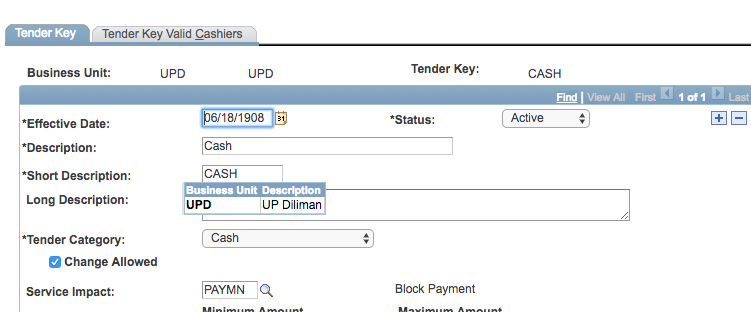 Tender Key Tender Key Valid Cashiers
Business Unit: UPD UPD Tender Key: CASH
Find | View All First 1 of 1 Last
*Effective Date: 06/18/1908 31 *Status: Active
*Description: Cash
*Short Description: CASH
Business Unit Description
Long Description:
UPD UP Diliman
*Tender Category: Cash
Change Allowed
Service Impact: PAYMN Block Payment
Minimum Amount Maximum Amount